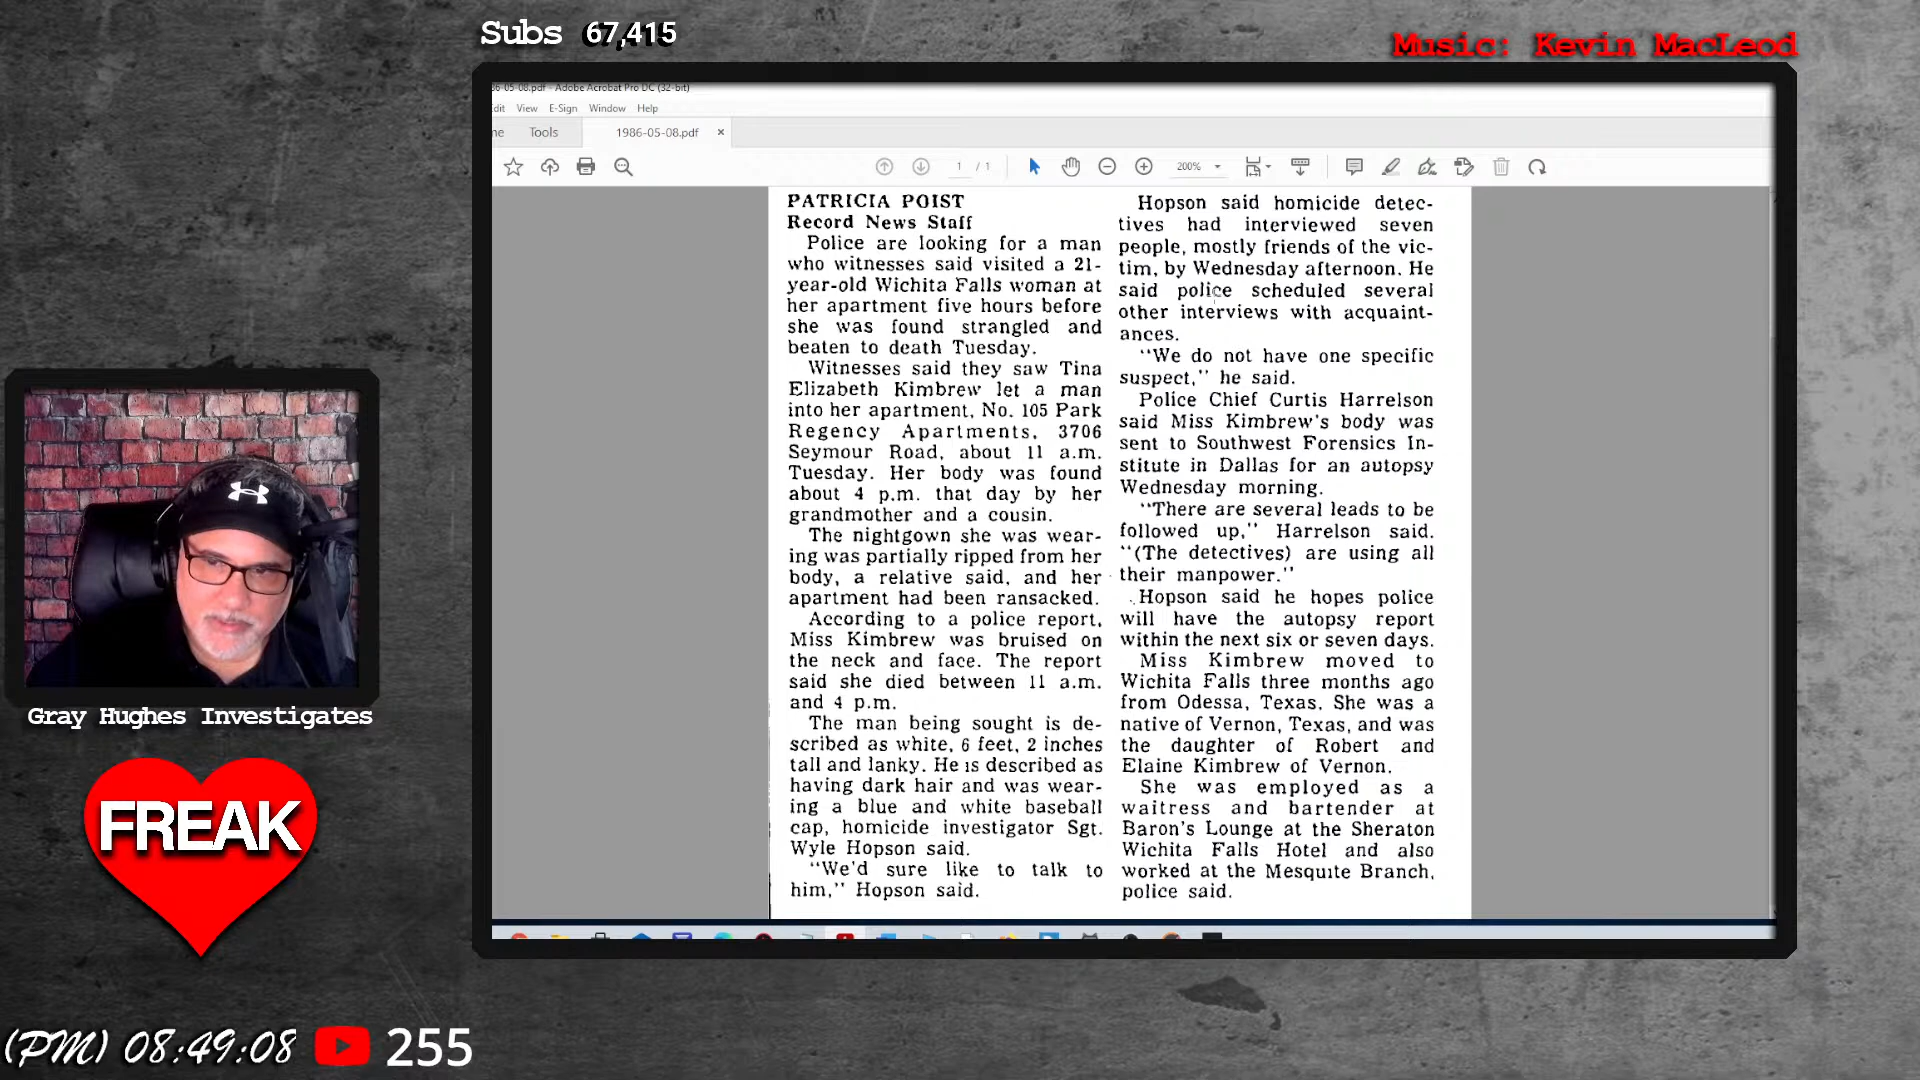 Subs 67,415
Music: Kevin MacLeod
86-05-08.pdf - Adobe Acrobat Pro DC (32-bit)
Edit View E-Sign Window Help
me Tools 1986-05-08.pdf ×
1 / 1 200%
PATRICIA POIST
Record News Staff
Police are looking for a man
who witnesses said visited a 21-
year-old Wichita Falls woman at
her apartment five hours before
she was found strangled and
beaten to death Tuesday.
Witnesses said they saw Tina
Elizabeth Kimbrew let a man
into her apartment, No. 105 Park
Regency Apartments, 3706
Seymour Road, about 11 a.m.
Tuesday. Her body was found
about 4 p.m. that day by her
grandmother and a cousin.
The nightgown she was wear-
ing was partially ripped from her
body, a relative said, and her
apartment had been ransacked.
According to a police report,
Miss Kimbrew was bruised on
the neck and face. The report
said she died between 11 a.m.
and 4 p.m.
The man being sought is de-
scribed as white, 6 feet, 2 inches
tall and lanky. He is described as
having dark hair and was wear-
ing a blue and white baseball
cap, homicide investigator Sgt.
Wyle Hopson said.
"We'd sure like to talk to
him," Hopson said.
Hopson said homicide detec-
tives had interviewed seven
people, mostly friends of the vic-
tim, by Wednesday afternoon. He
said police scheduled several
other interviews with acquaint-
ances.
"We do not have one specific
suspect," he said.
Police Chief Curtis Harrelson
said Miss Kimbrew's body was
sent to Southwest Forensics In-
stitute in Dallas for an autopsy
Wednesday morning.
"There are several leads to be
followed up," Harrelson said.
"(The detectives) are using all
their manpower."
Hopson said he hopes police
will have the autopsy report
within the next six or seven days.
Miss Kimbrew moved to
Wichita Falls three months ago
from Odessa, Texas. She was a
native of Vernon, Texas, and was
the daughter of Robert and
Elaine Kimbrew of Vernon.
She was employed as a
waitress and bartender at
Baron's Lounge at the Sheraton
Wichita Falls Hotel and also
worked at the Mesquite Branch,
police said.
Gray Hughes Investigates
FREAK
(PM) 08:49:08 255